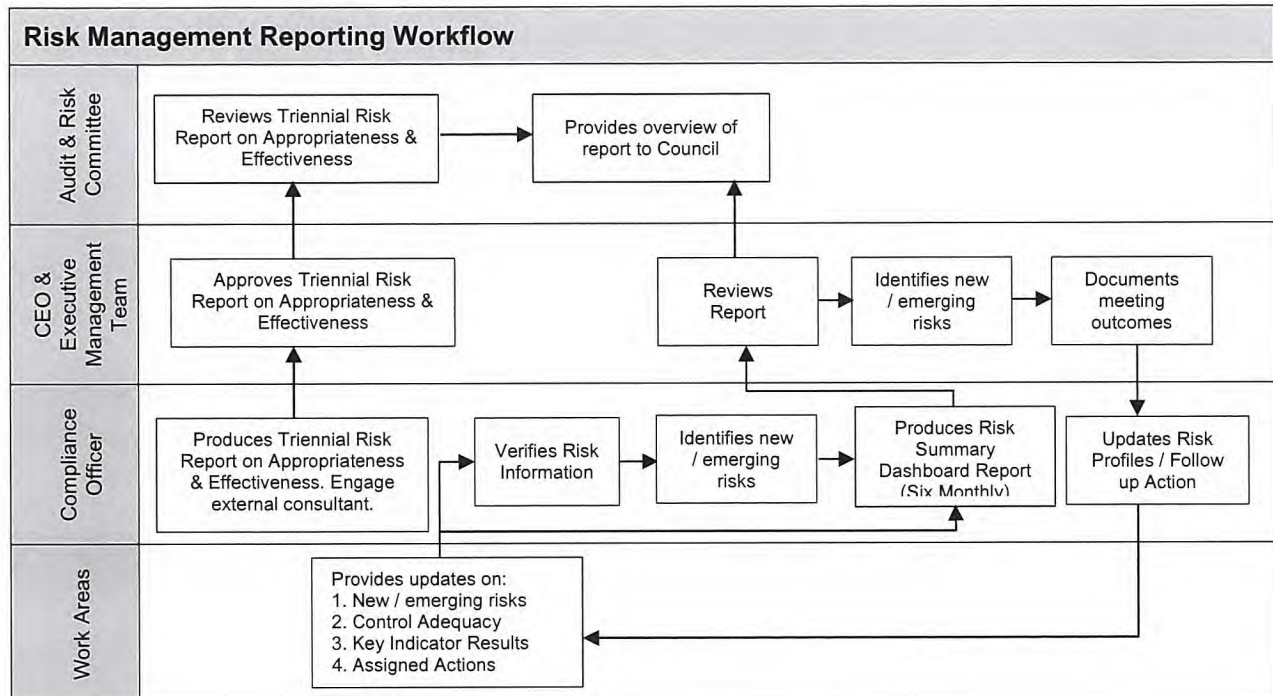 Risk Management Reporting Workflow
Audit & Risk
Committee
Reviews Triennial Risk
Report on Appropriateness &
Effectiveness
Provides overview of
report to Council
CEO &
Executive
Management
Team
Approves Triennial Risk
Report on Appropriateness &
Effectiveness
Reviews
Report
Identifies new
/ emerging
risks
Documents
meeting
outcomes
Compliance
Officer
Produces Triennial Risk
Report on Appropriateness
& Effectiveness. Engage
external consultant.
Verifies Risk
Information
Identifies new
/ emerging
risks
Produces Risk
Summary
Dashboard Report
(Six Monthly)
Updates Risk
Profiles / Follow
up Action
Work Areas
Provides updates on:
1. New / emerging risks
2. Control Adequacy
3. Key Indicator Results
4. Assigned Actions